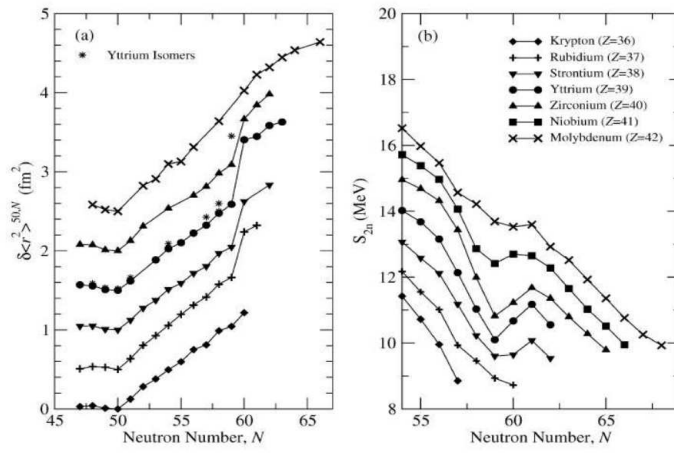 (a)
Yttrium Isomers
5
4
3
2
1
0
45
50
55
60
65
δ<r²>⁵⁰,ᴺ (fm²)
Neutron Number, N
(b)
Krypton (Z=36)
Rubidium (Z=37)
Strontium (Z=38)
Yttrium (Z=39)
Zirconium (Z=40)
Niobium (Z=41)
Molybdenum (Z=42)
20
18
16
14
12
10
8
55
60
65
S₂ₙ (MeV)
Neutron Number, N